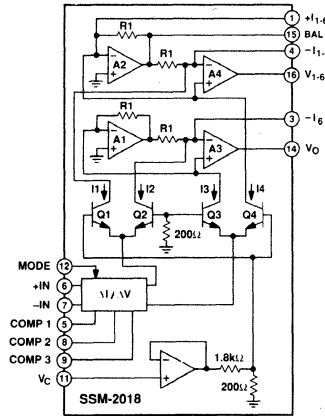 R1
1
+I1-6
15
BAL
4
-I1-
A2
R1
A4
16
V1-6
R1
A1
R1
A3
3
-I6
14
VO
I1
I2
I3
I4
Q1
Q2
Q3
Q4
200Ω
MODE
12
+IN
6
-IN
7
ΔI / ΔV
COMP 1
5
COMP 2
8
COMP 3
9
VC
11
1.8kΩ
200Ω
SSM-2018